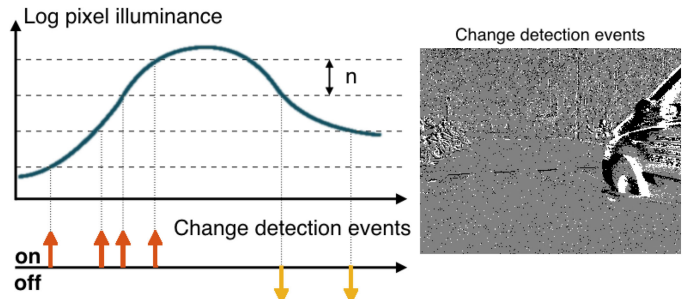 Log pixel illuminance
n
Change detection events
on
off
Change detection events